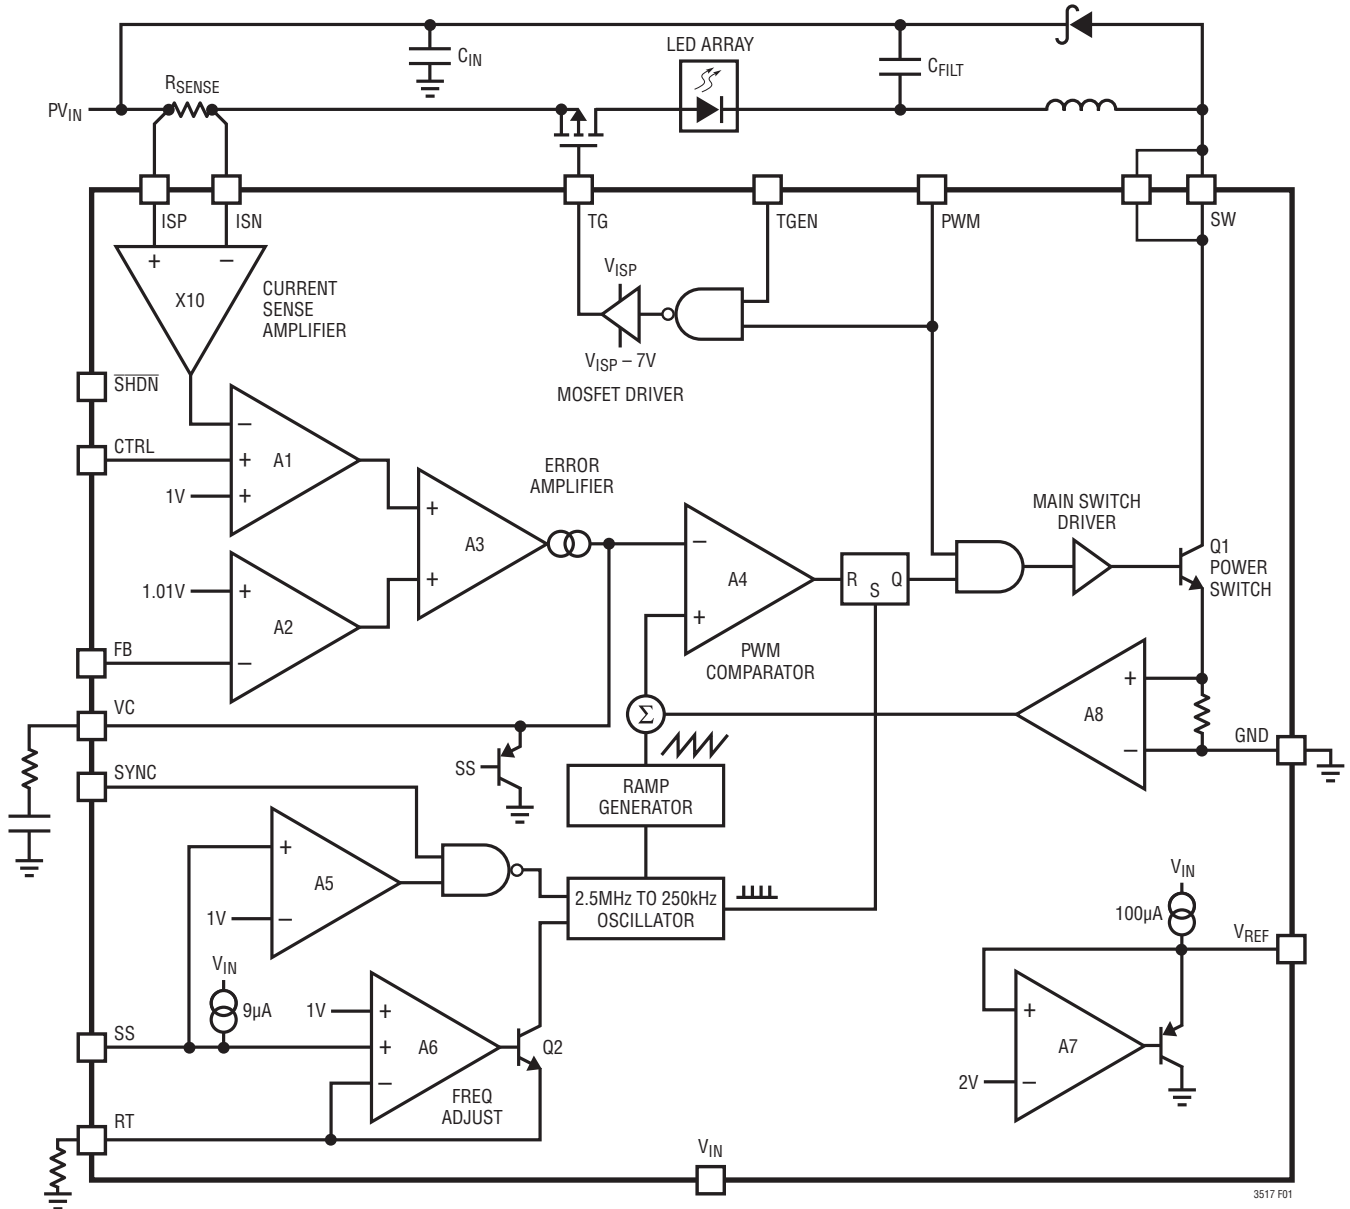 LED ARRAY
C_IN
C_FILT
R_SENSE
PV_IN
ISP
ISN
TG
TGEN
PWM
SW
+
−
X10
CURRENT
SENSE
AMPLIFIER
V_ISP
V_ISP – 7V
MOSFET DRIVER
SHDN
CTRL
1V
−
+
+
A1
ERROR
AMPLIFIER
+
+
A3
1.01V
+
−
A2
FB
−
+
A4
PWM
COMPARATOR
R
S
Q
MAIN SWITCH
DRIVER
Q1
POWER
SWITCH
VC
SS
Σ
+
−
A8
GND
SYNC
RAMP
GENERATOR
+
−
A5
1V
2.5MHz TO 250kHz
OSCILLATOR
V_IN
100µA
V_REF
V_IN
9µA
1V
SS
+
+
−
A6
Q2
FREQ
ADJUST
+
−
A7
2V
RT
V_IN
3517 F01